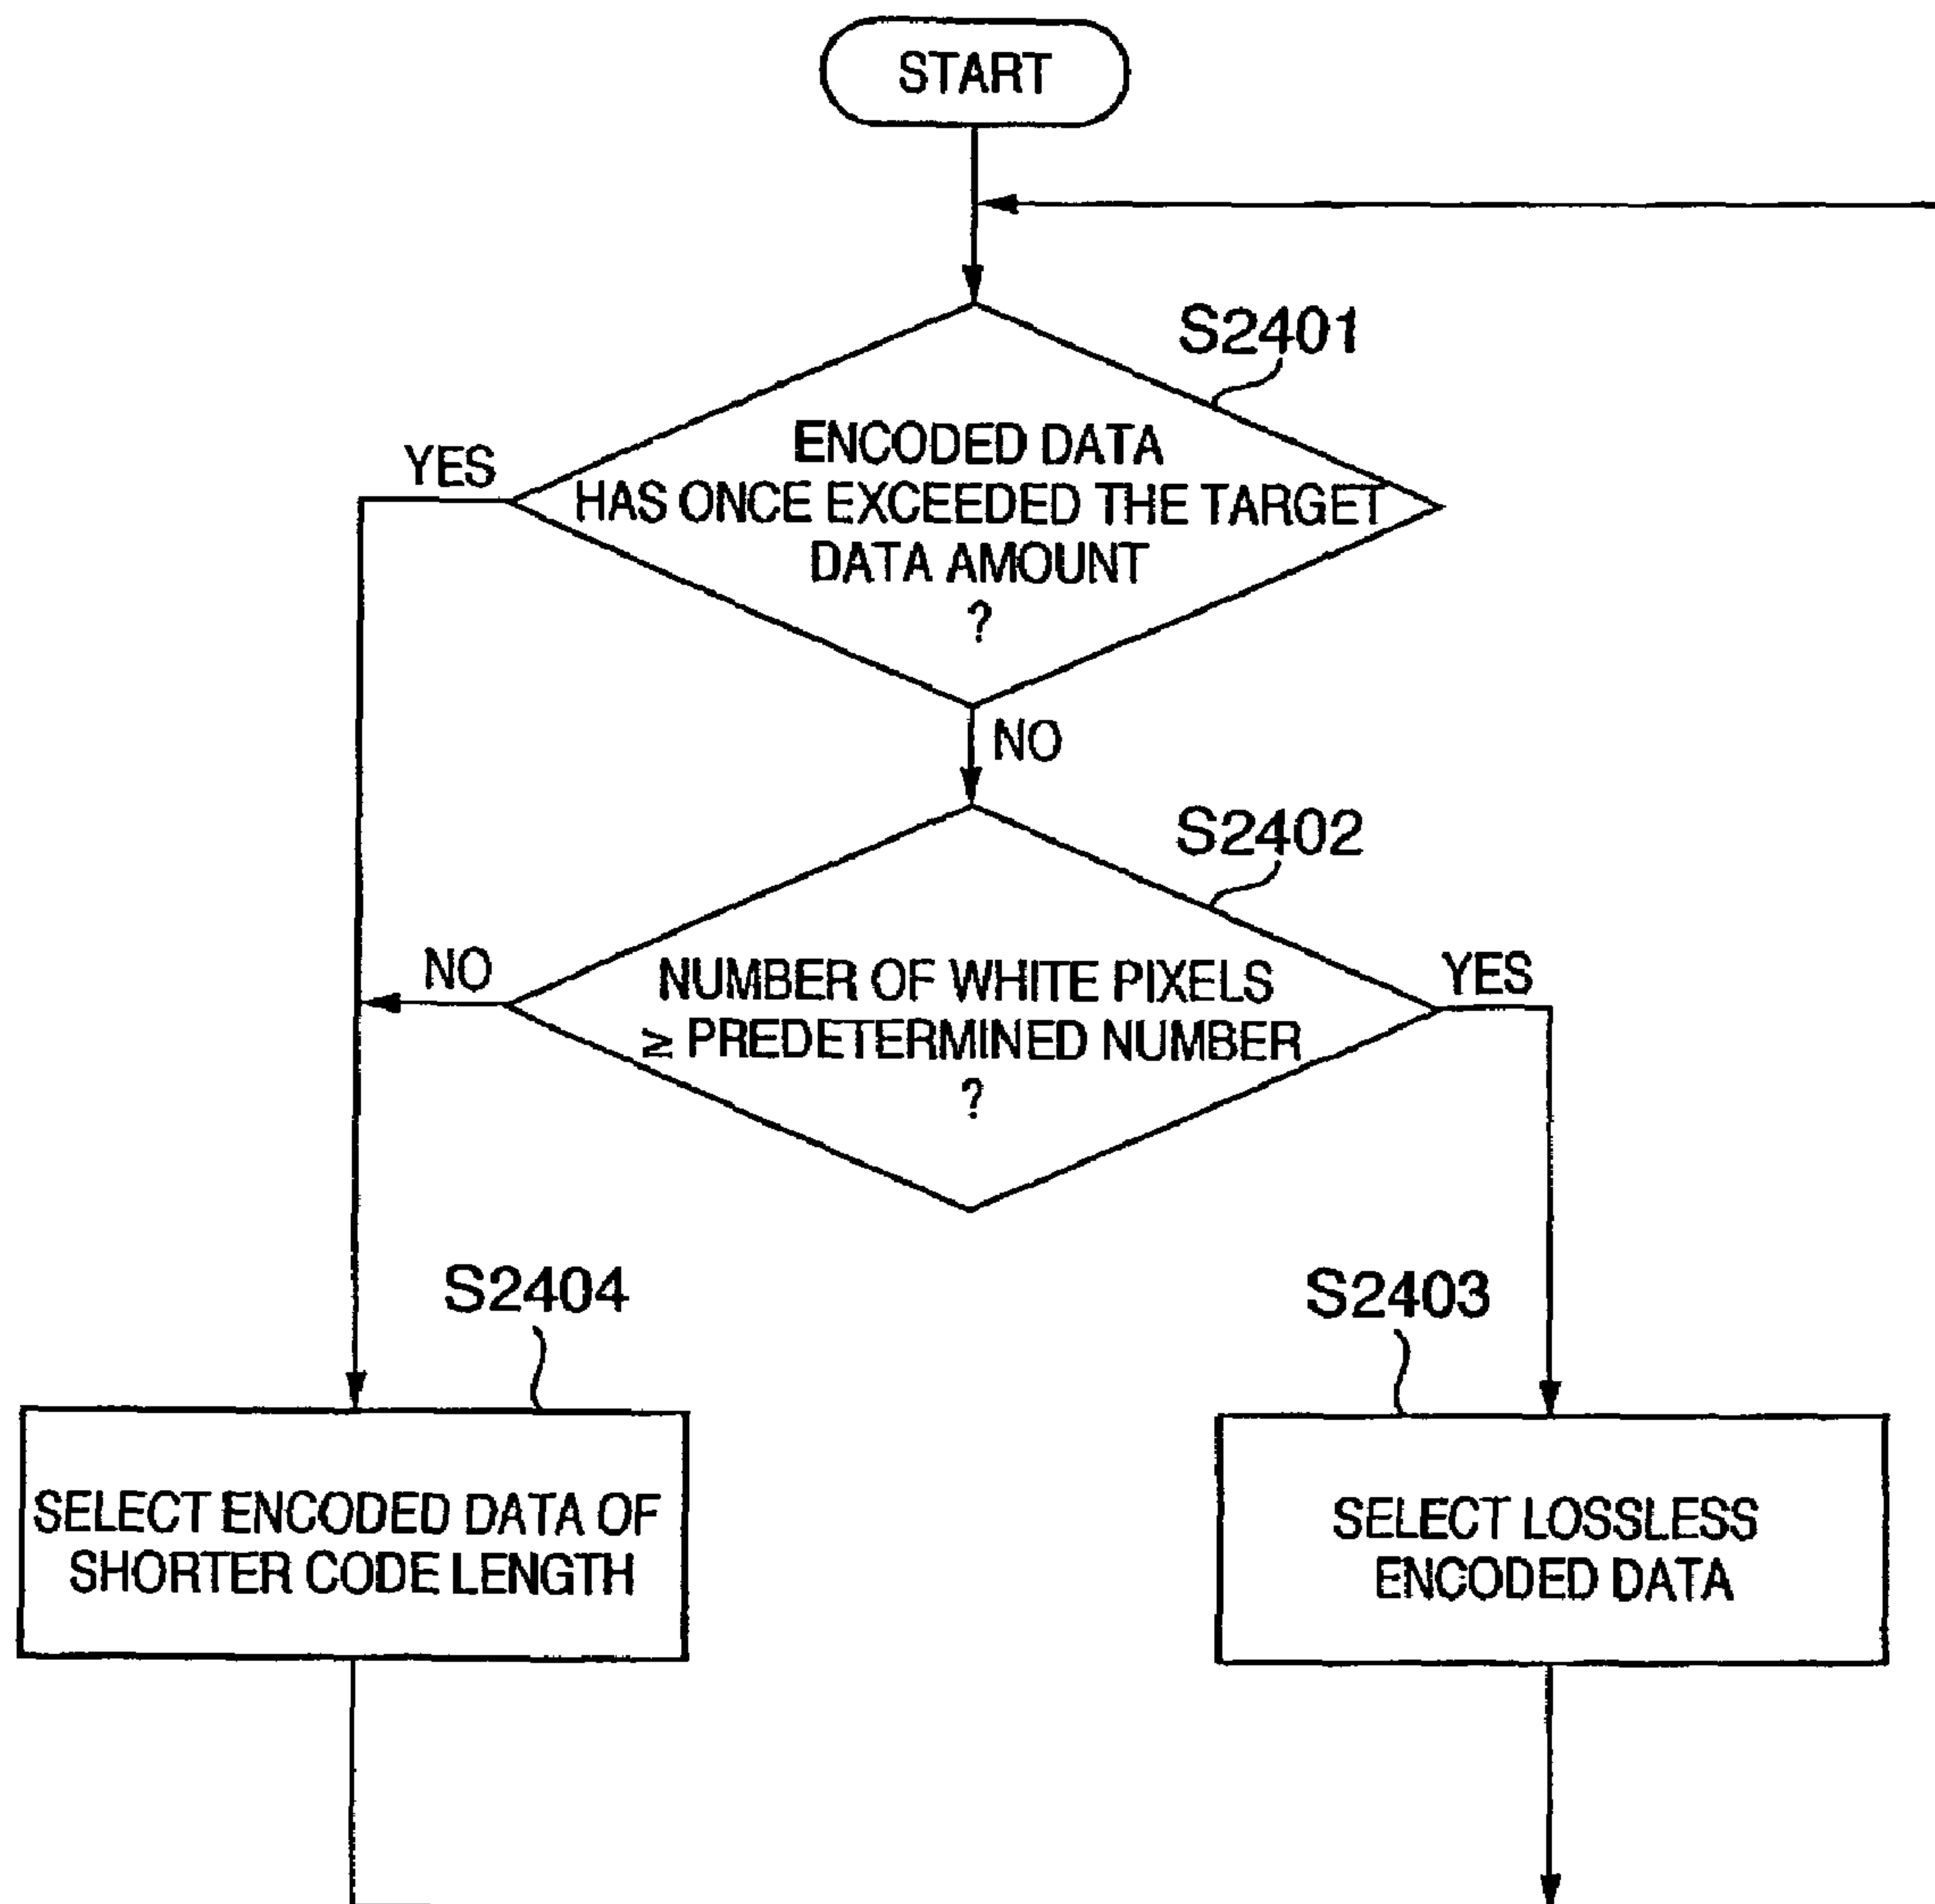 START
S2401
ENCODED DATA
HAS ONCE EXCEEDED THE TARGET
DATA AMOUNT
?
YES
NO
S2402
NUMBER OF WHITE PIXELS
≥ PREDETERMINED NUMBER
?
NO
YES
S2404
S2403
SELECT ENCODED DATA OF
SHORTER CODE LENGTH
SELECT LOSSLESS
ENCODED DATA